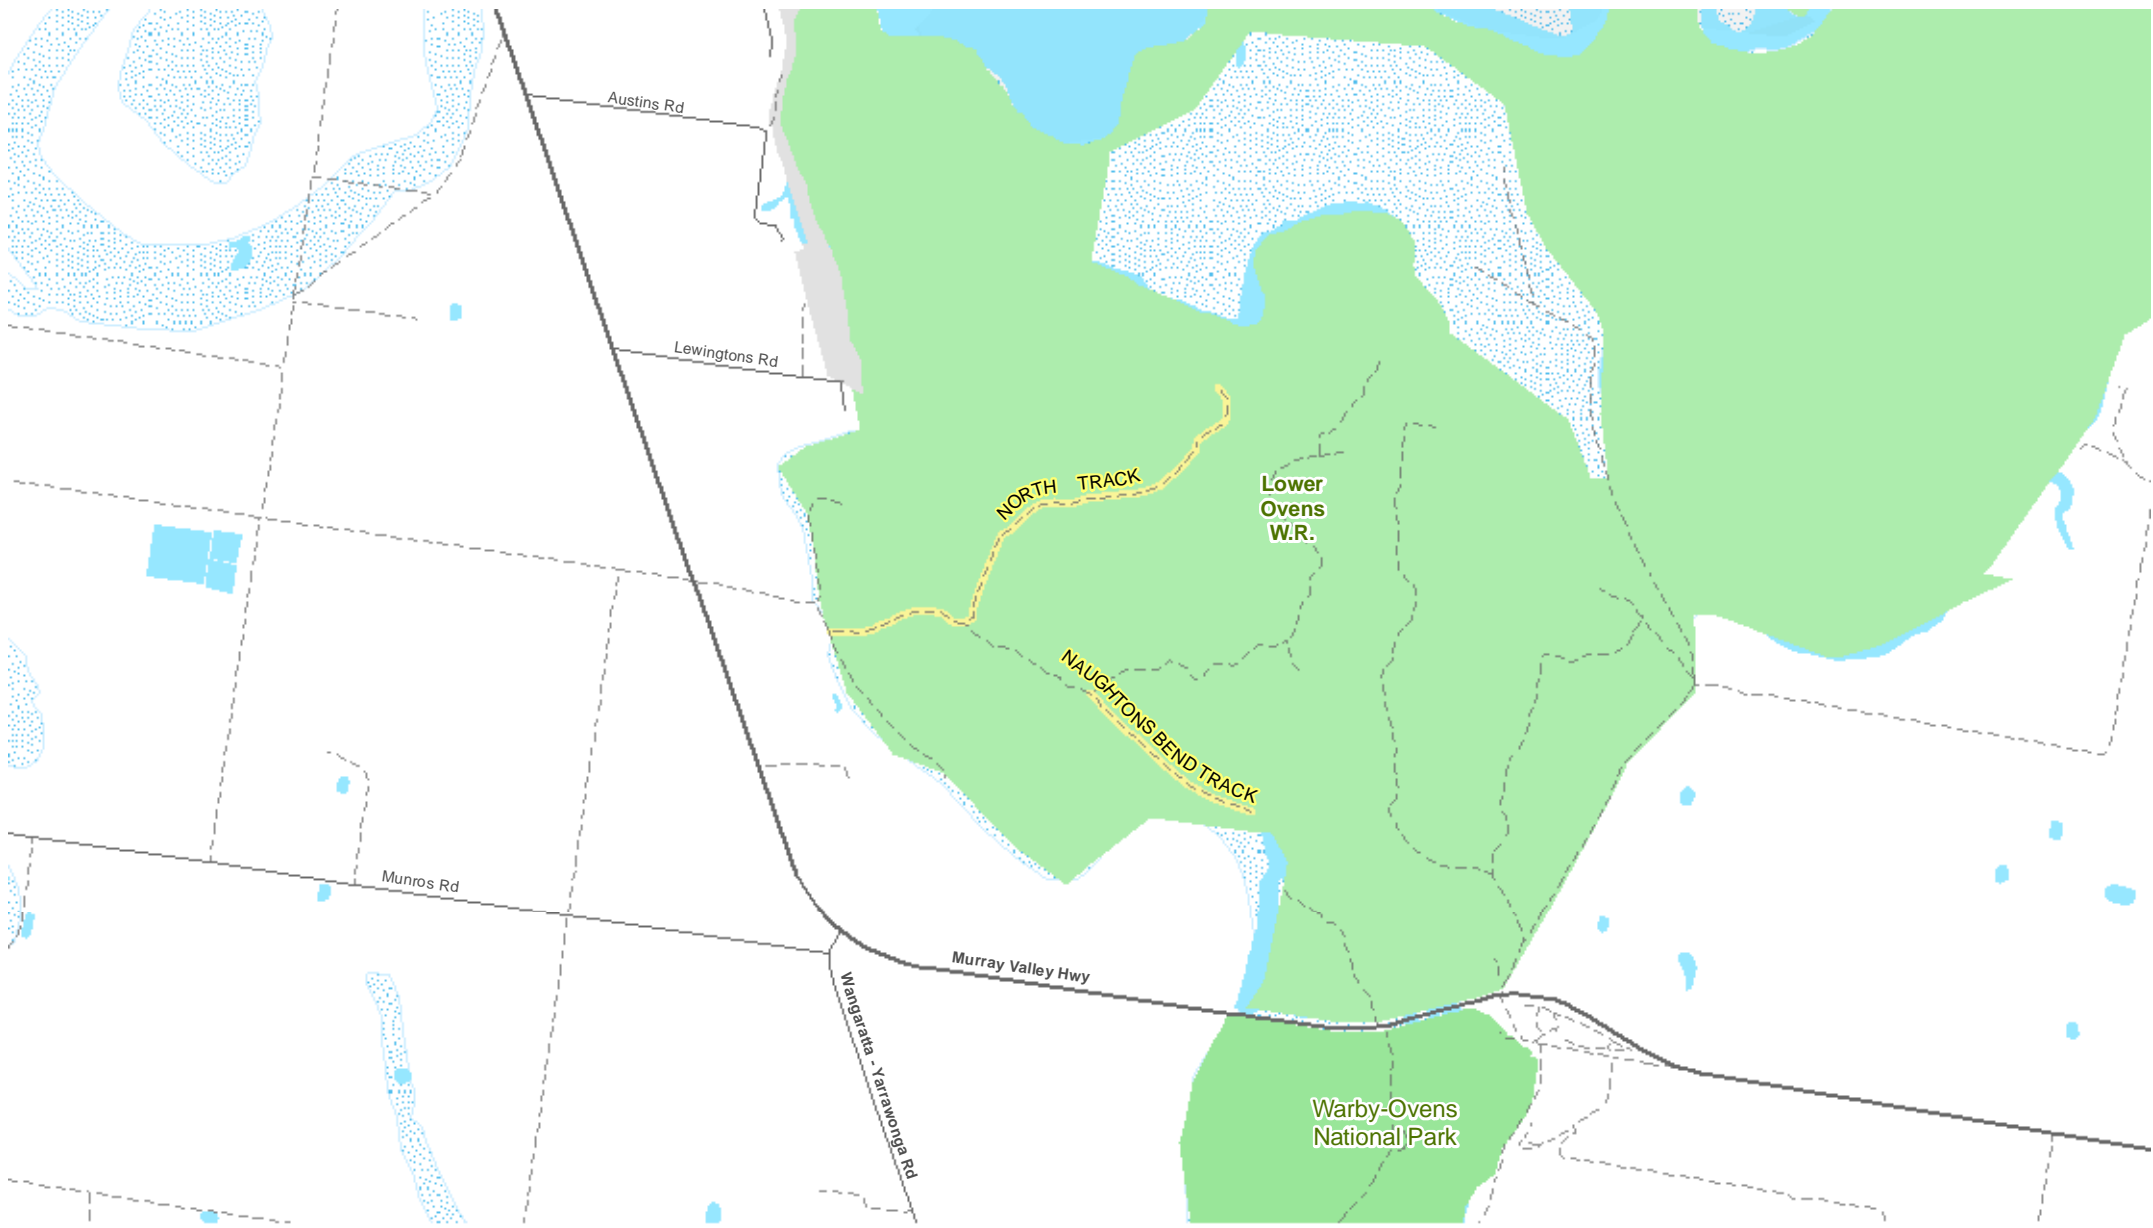 Austins Rd
Lewingtons Rd
NORTH TRACK
Lower
Ovens
W.R.
NAUGHTONS BEND TRACK
Munros Rd
Murray Valley Hwy
Wangaratta - Yarrawonga Rd
Warby-Ovens
National Park